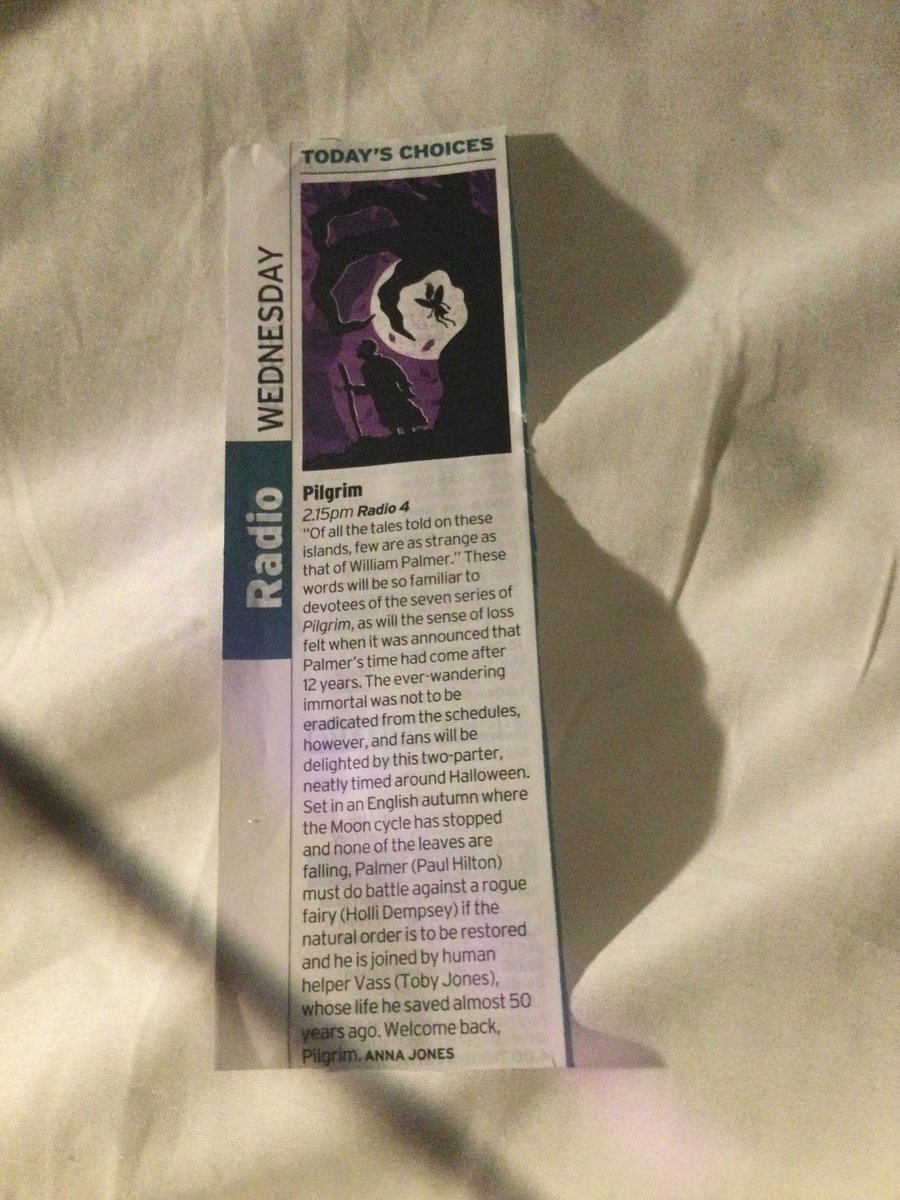 TODAY'S CHOICES
WEDNESDAY
Radio
Pilgrim
2.15pm Radio 4
"Of all the tales told on these
islands, few are as strange as
that of William Palmer." These
words will be so familiar to
devotees of the seven series of
Pilgrim, as will the sense of loss
felt when it was announced that
Palmer's time had come after
12 years. The ever-wandering
immortal was not to be
eradicated from the schedules,
however, and fans will be
delighted by this two-parter,
neatly timed around Halloween.
Set in an English autumn where
the Moon cycle has stopped
and none of the leaves are
falling, Palmer (Paul Hilton)
must do battle against a rogue
fairy (Holli Dempsey) if the
natural order is to be restored
and he is joined by human
helper Vass (Toby Jones),
whose life he saved almost 50
years ago. Welcome back,
Pilgrim. ANNA JONES